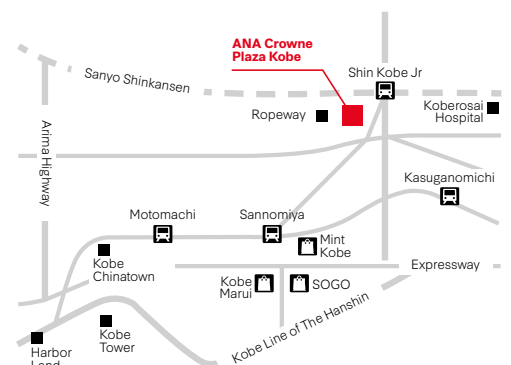 ANA Crowne
Plaza Kobe
Shin Kobe Jr
Sanyo Shinkansen
Ropeway
Koberosai
Hospital
Arima Highway
Kasuganomichi
Motomachi
Sannomiya
Mint
Kobe
Kobe
Chinatown
Expressway
Kobe
Marui
SOGO
Kobe Line of The Hanshin
Kobe
Tower
Harbor
Land